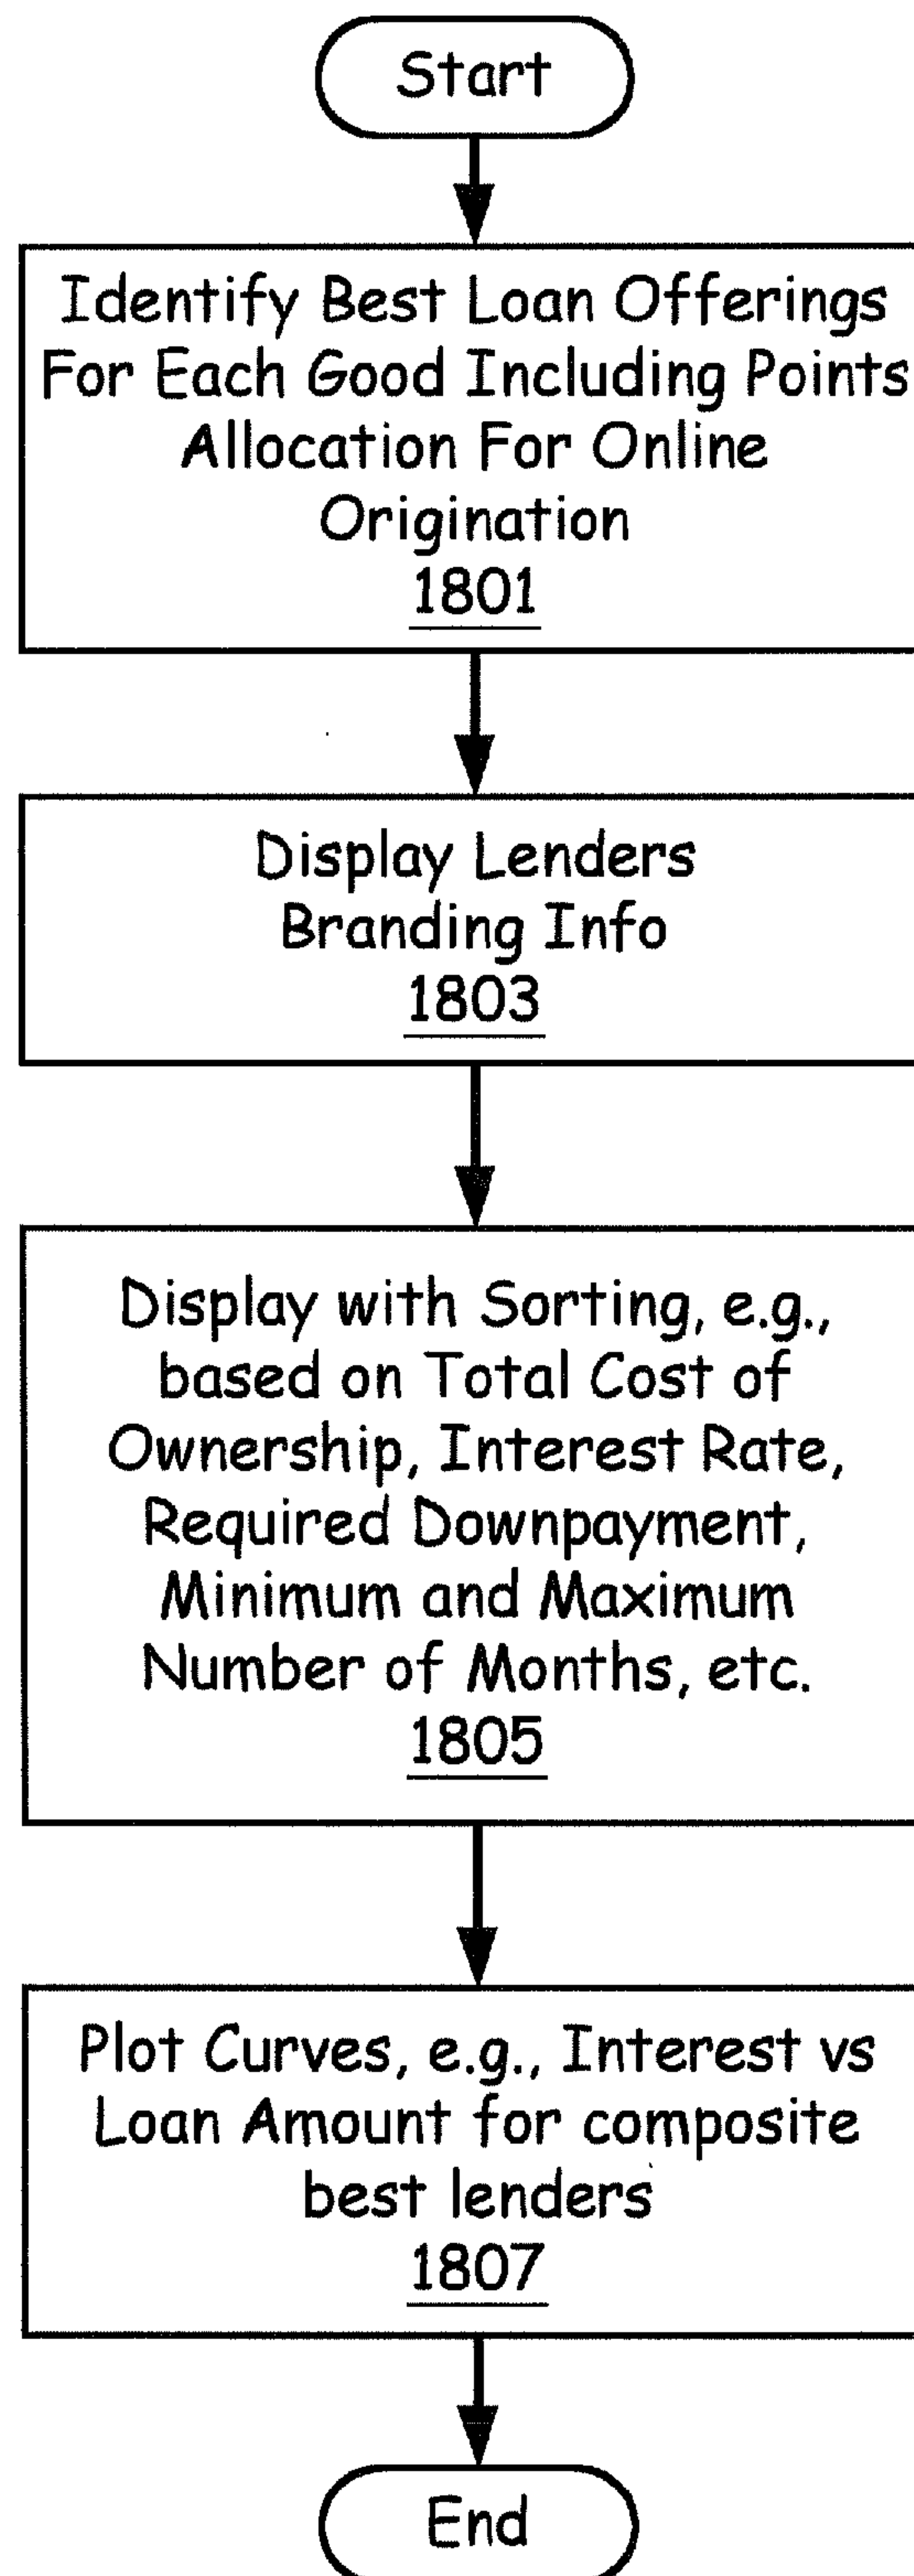 Start
Identify Best Loan Offerings
For Each Good Including Points
Allocation For Online
Origination
1801
Display Lenders
Branding Info
1803
Display with Sorting, e.g.,
based on Total Cost of
Ownership, Interest Rate,
Required Downpayment,
Minimum and Maximum
Number of Months, etc.
1805
Plot Curves, e.g., Interest vs
Loan Amount for composite
best lenders
1807
End